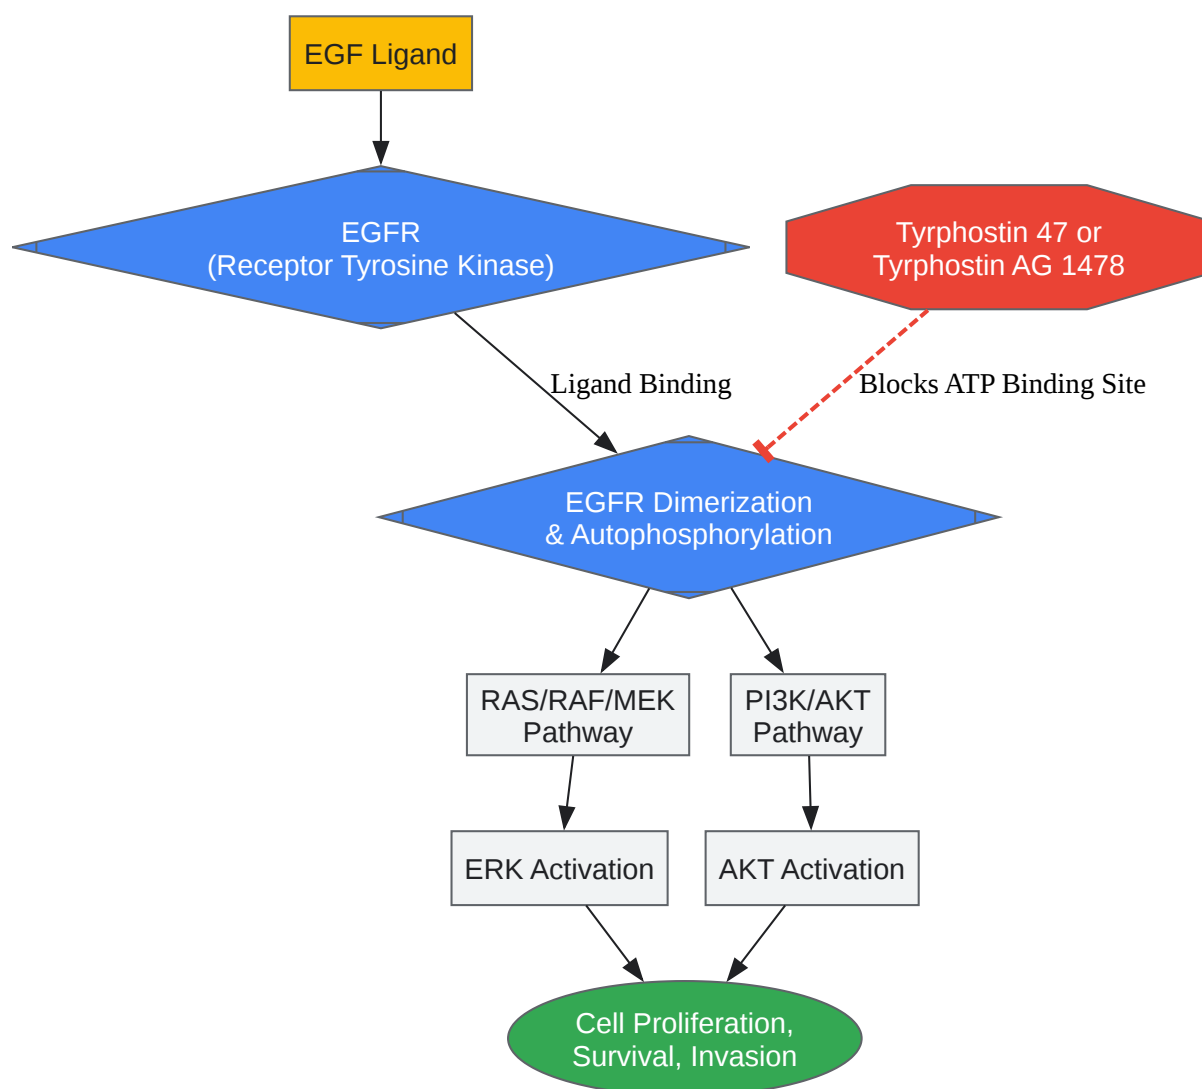 EGF Ligand
EGFR
(Receptor Tyrosine Kinase)
Tyrphostin 47 or
Tyrphostin AG 1478
Ligand Binding
Blocks ATP Binding Site
EGFR Dimerization
& Autophosphorylation
RAS/RAF/MEK
Pathway
PI3K/AKT
Pathway
ERK Activation
AKT Activation
Cell Proliferation,
Survival, Invasion